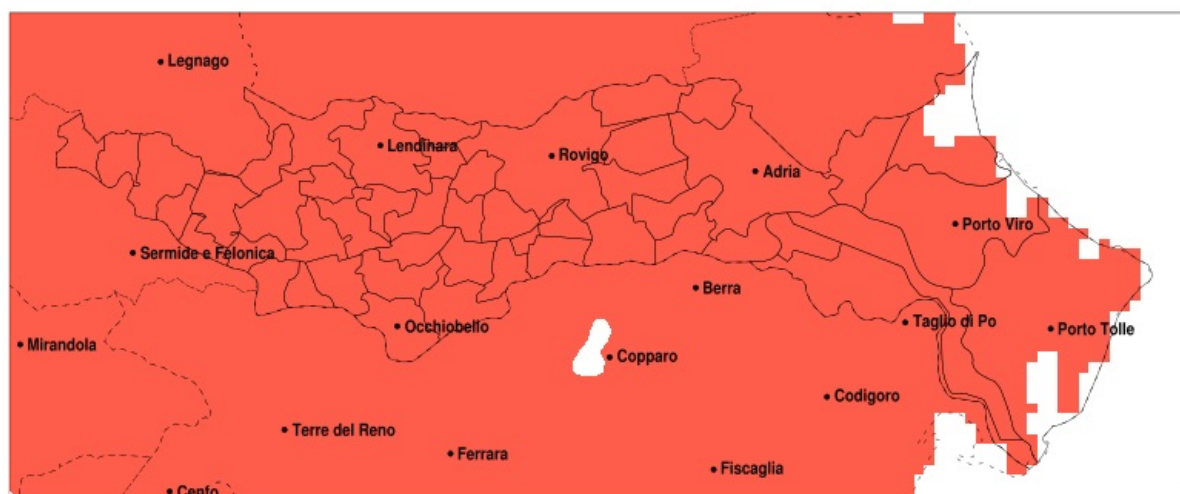 Legnago
Lendinara
Rovigo
Adria
Porto Viro
Sermide e Felonica
Berra
Occhiobello
Taglio di Po
Porto Tolle
Mirandola
Copparo
Codigoro
Terre del Reno
Ferrara
Fiscaglia
Cento